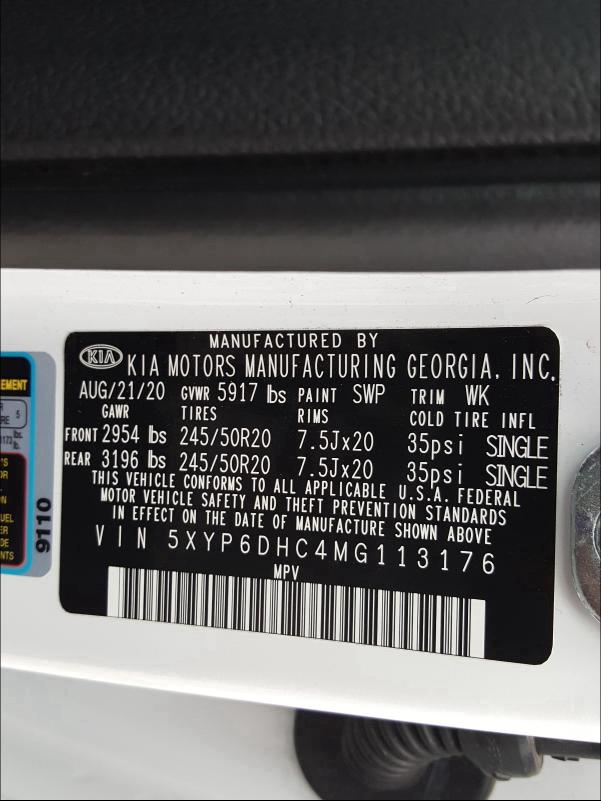 MANUFACTURED BY
KIA KIA MOTORS MANUFACTURING GEORGIA, INC.
AUG/21/20 GVWR 5917 lbs PAINT SWP TRIM WK
GAWR TIRES RIMS COLD TIRE INFL
FRONT 2954 lbs 245/50R20 7.5Jx20 35psi SINGLE
REAR 3196 lbs 245/50R20 7.5Jx20 35psi SINGLE
THIS VEHICLE CONFORMS TO ALL APPLICABLE U.S.A. FEDERAL
MOTOR VEHICLE SAFETY AND THEFT PREVENTION STANDARDS
IN EFFECT ON THE DATE OF MANUFACTURE SHOWN ABOVE
VIN 5XYP6DHC4MG113176
MPV
5
9110